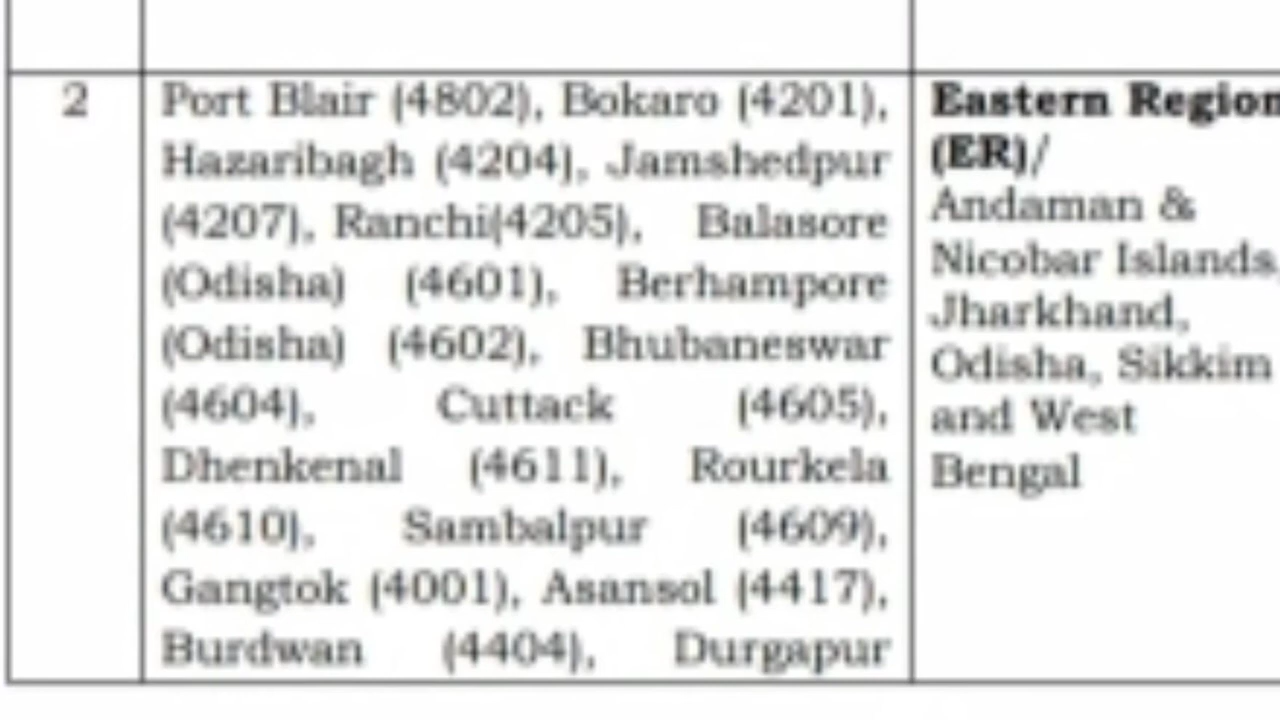 2
Port Blair (4802), Bokaro (4201),
Hazaribagh (4204), Jamshedpur
(4207), Ranchi(4205), Balasore
(Odisha) (4601), Berhampore
(Odisha) (4602), Bhubaneswar
(4604), Cuttack (4605),
Dhenkenal (4611), Rourkela
(4610), Sambalpur (4609),
Gangtok (4001), Asansol (4417),
Burdwan (4404), Durgapur
Eastern Region
(ER)/
Andaman &
Nicobar Islands,
Jharkhand,
Odisha, Sikkim
and West
Bengal